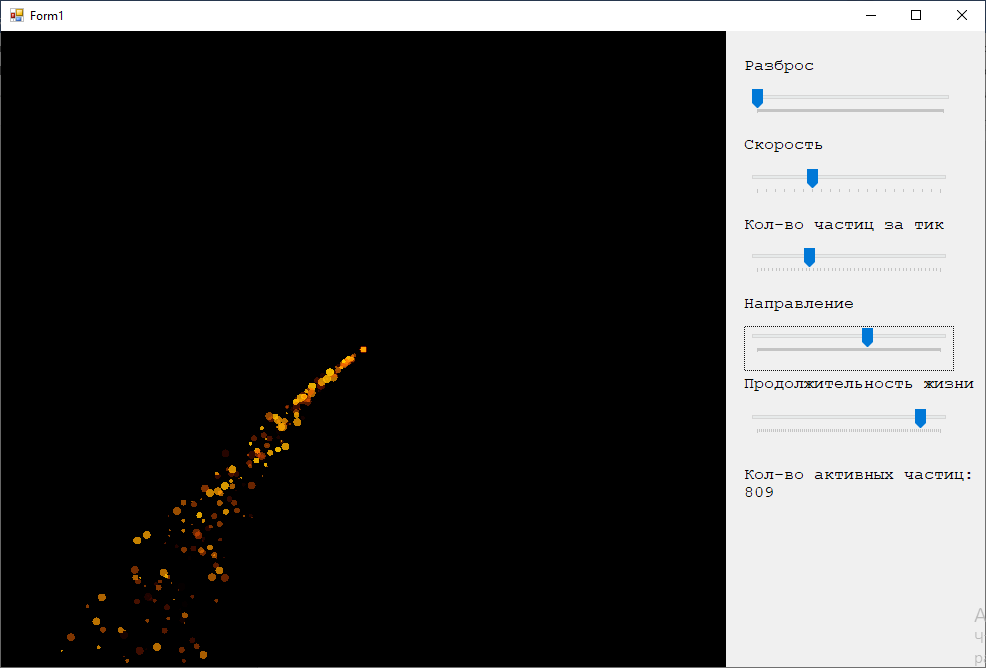 Form1
Разброс
Скорость
Кол-во частиц за тик
Направление
Продолжительность жизни
Кол-во активных частиц:
809